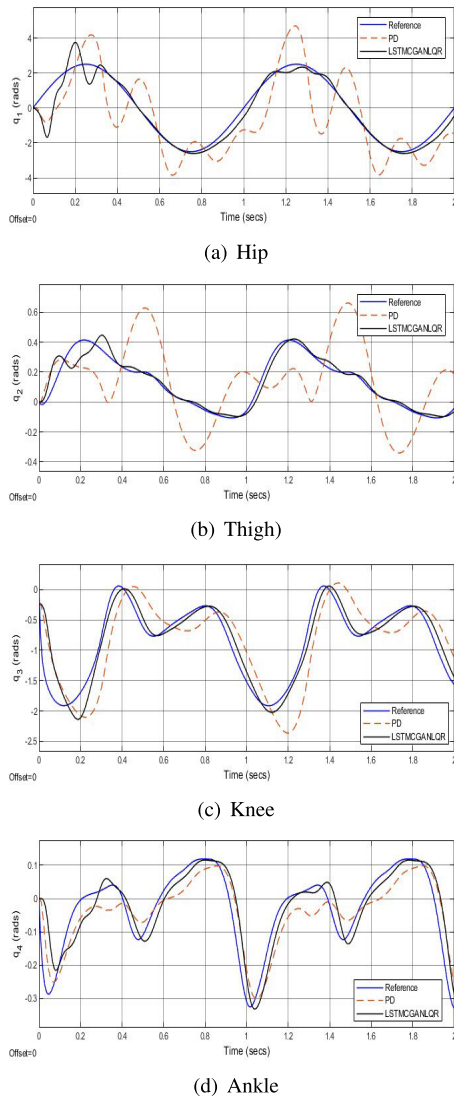 Reference
PD
LSTMCGANLQR
q1 (rads)
4
2
0
-2
-4
0 0.2 0.4 0.6 0.8 1 1.2 1.4 1.6 1.8 2
Offset=0
Time (secs)
(a) Hip
Reference
PD
LSTMCGANLQR
q2 (rads)
0.6
0.4
0.2
0
-0.2
-0.4
0 0.2 0.4 0.6 0.8 1 1.2 1.4 1.6 1.8 2
Offset=0
Time (secs)
(b) Thigh)
q3 (rads)
0
-0.5
-1
-1.5
-2
-2.5
Reference
PD
LSTMCGANLQR
0 0.2 0.4 0.6 0.8 1 1.2 1.4 1.6 1.8 2
Offset=0
Time (secs)
(c) Knee
q4 (rads)
0.1
0
-0.1
-0.2
-0.3
Reference
PD
LSTMCGANLQR
0 0.2 0.4 0.6 0.8 1 1.2 1.4 1.6 1.8 2
Offset=0
Time (secs)
(d) Ankle